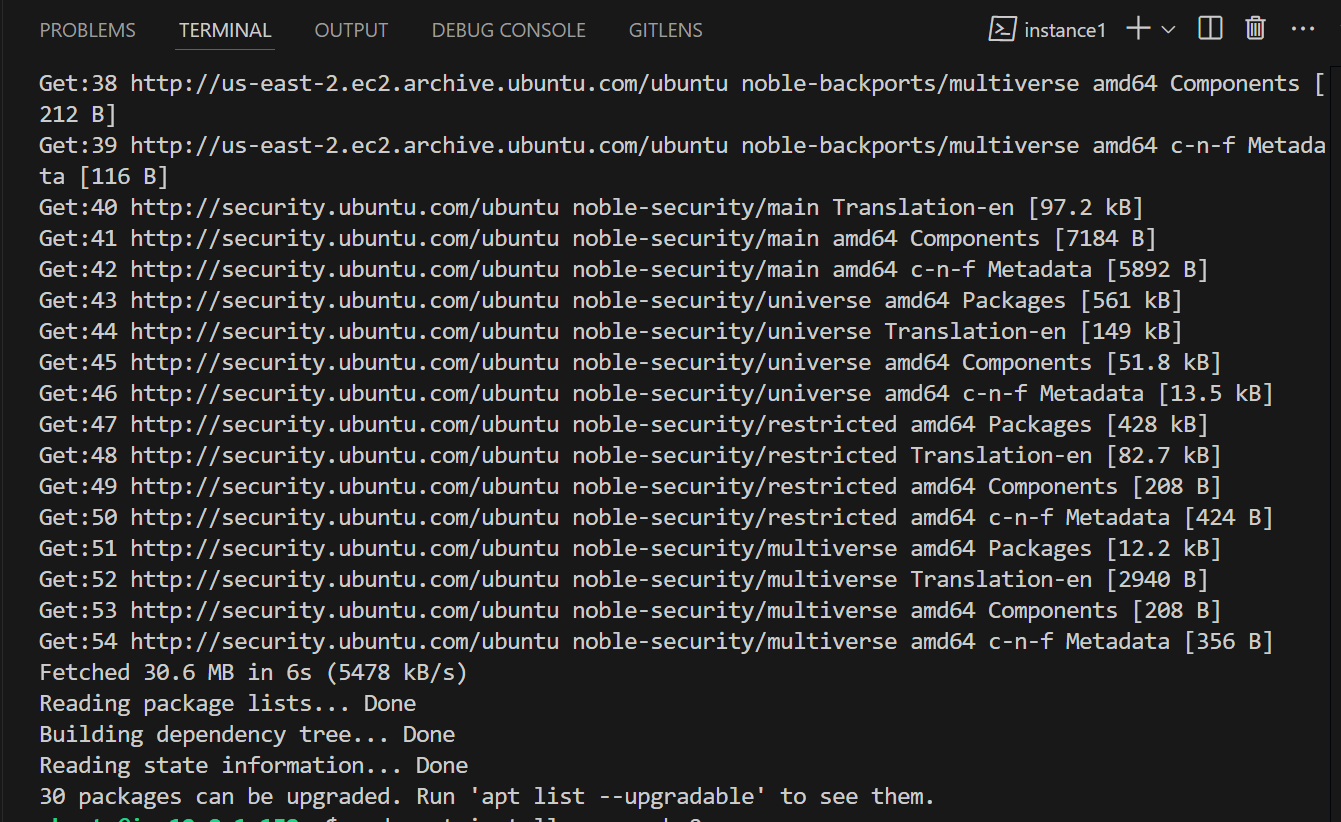 PROBLEMS TERMINAL OUTPUT DEBUG CONSOLE GITLENS instance1
Get:38 http://us-east-2.ec2.archive.ubuntu.com/ubuntu noble-backports/multiverse amd64 Components [
212 B]
Get:39 http://us-east-2.ec2.archive.ubuntu.com/ubuntu noble-backports/multiverse amd64 c-n-f Metada
ta [116 B]
Get:40 http://security.ubuntu.com/ubuntu noble-security/main Translation-en [97.2 kB]
Get:41 http://security.ubuntu.com/ubuntu noble-security/main amd64 Components [7184 B]
Get:42 http://security.ubuntu.com/ubuntu noble-security/main amd64 c-n-f Metadata [5892 B]
Get:43 http://security.ubuntu.com/ubuntu noble-security/universe amd64 Packages [561 kB]
Get:44 http://security.ubuntu.com/ubuntu noble-security/universe Translation-en [149 kB]
Get:45 http://security.ubuntu.com/ubuntu noble-security/universe amd64 Components [51.8 kB]
Get:46 http://security.ubuntu.com/ubuntu noble-security/universe amd64 c-n-f Metadata [13.5 kB]
Get:47 http://security.ubuntu.com/ubuntu noble-security/restricted amd64 Packages [428 kB]
Get:48 http://security.ubuntu.com/ubuntu noble-security/restricted Translation-en [82.7 kB]
Get:49 http://security.ubuntu.com/ubuntu noble-security/restricted amd64 Components [208 B]
Get:50 http://security.ubuntu.com/ubuntu noble-security/restricted amd64 c-n-f Metadata [424 B]
Get:51 http://security.ubuntu.com/ubuntu noble-security/multiverse amd64 Packages [12.2 kB]
Get:52 http://security.ubuntu.com/ubuntu noble-security/multiverse Translation-en [2940 B]
Get:53 http://security.ubuntu.com/ubuntu noble-security/multiverse amd64 Components [208 B]
Get:54 http://security.ubuntu.com/ubuntu noble-security/multiverse amd64 c-n-f Metadata [356 B]
Fetched 30.6 MB in 6s (5478 kB/s)
Reading package lists... Done
Building dependency tree... Done
Reading state information... Done
30 packages can be upgraded. Run 'apt list --upgradable' to see them.